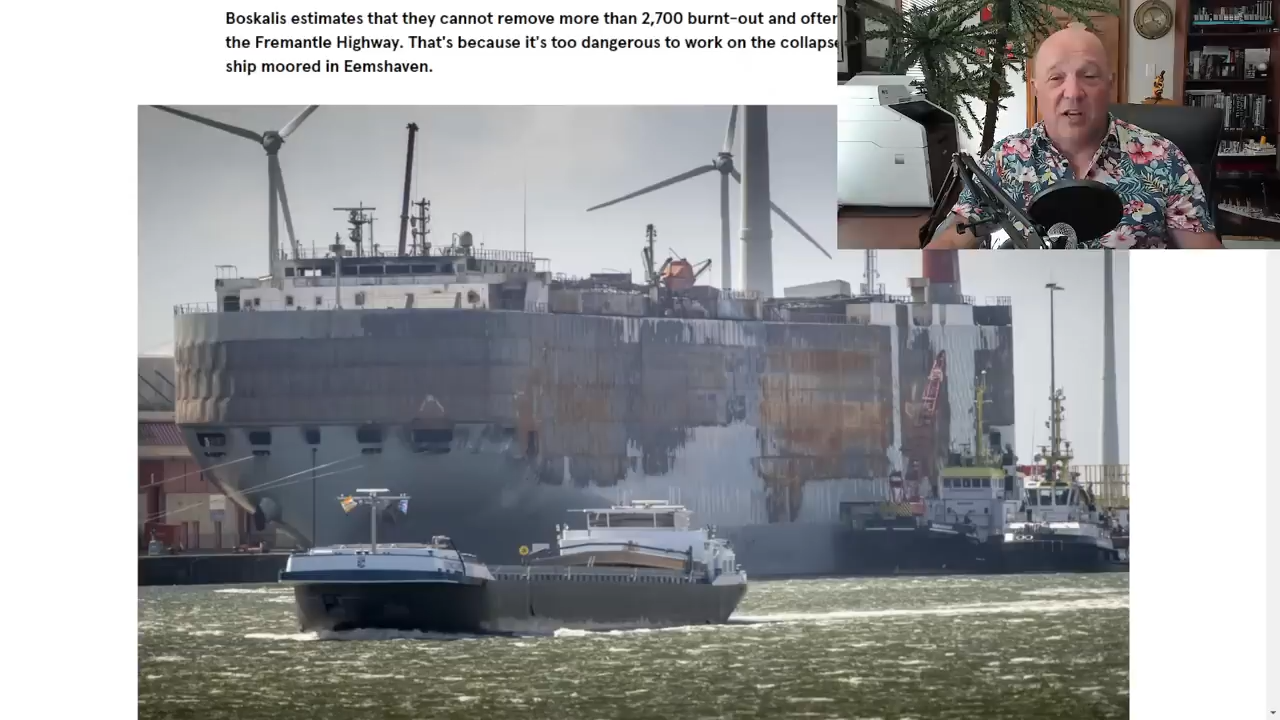 Boskalis estimates that they cannot remove more than 2,700 burnt-out and ofter
the Fremantle Highway. That's because it's too dangerous to work on the collapse
ship moored in Eemshaven.